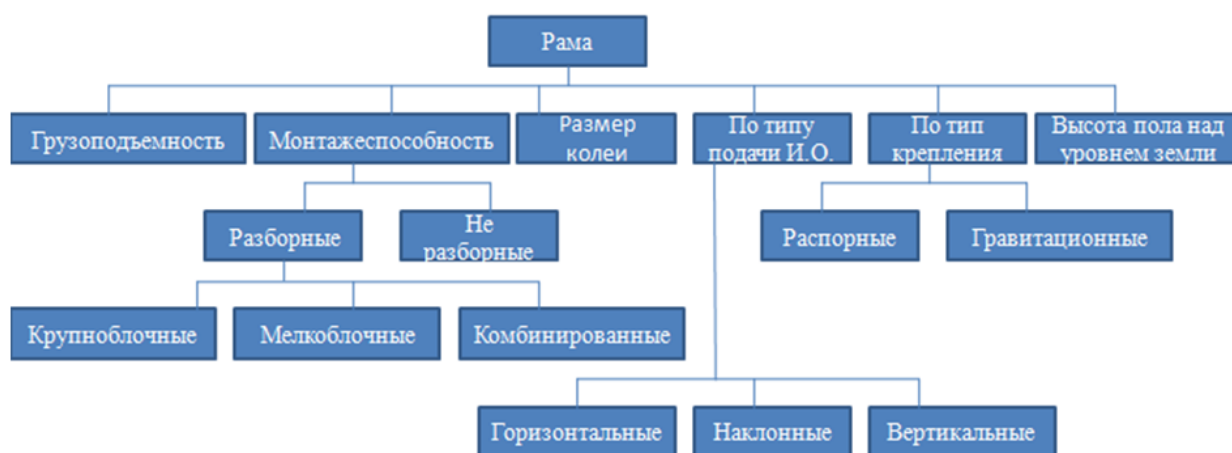 Рама
Грузоподъемность
Монтажеспособность
Размер
колеи
По типу
подачи И.О.
По тип
крепления
Высота пола над
уровнем земли
Разборные
Не
разборные
Распорные
Гравитационные
Крупноблочные
Мелкоблочные
Комбинированные
Горизонтальные
Наклонные
Вертикальные